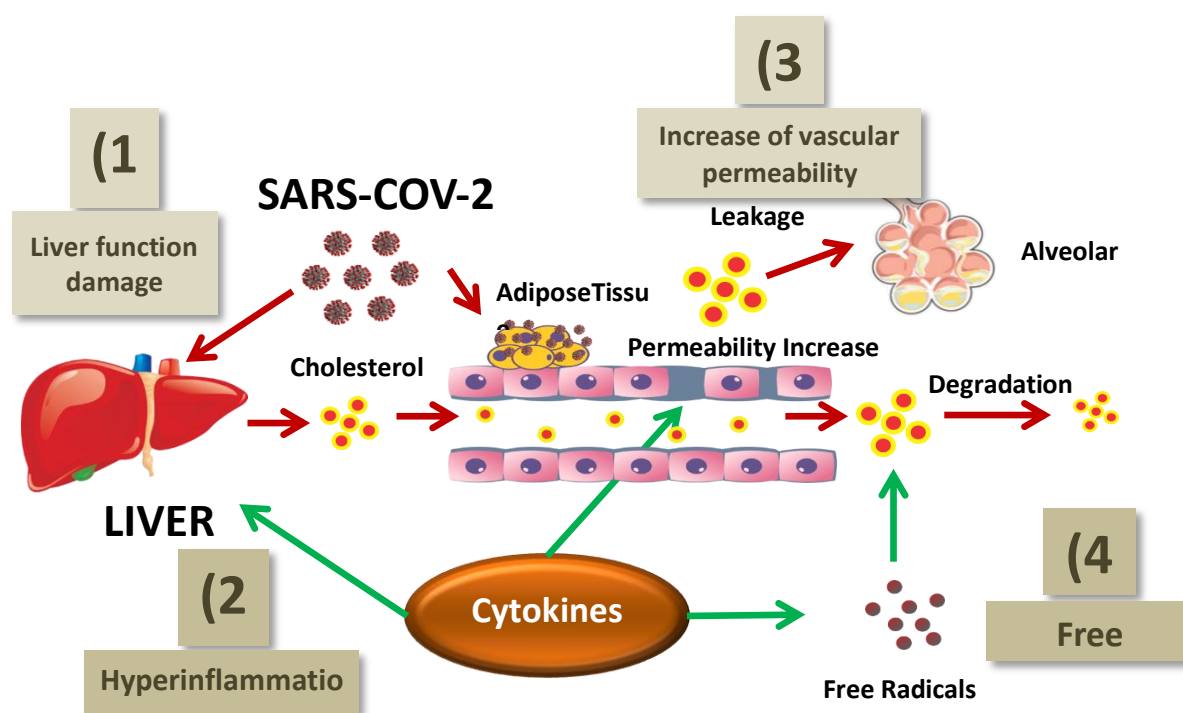 (3
Increase of vascular
permeability
(1
Liver function
damage
SARS-COV-2
Leakage
Alveolar
AdiposeTissu
Permeability Increase
Cholesterol
Degradation
LIVER
(2
Hyperinflammatio
Cytokines
(4
Free
Free Radicals